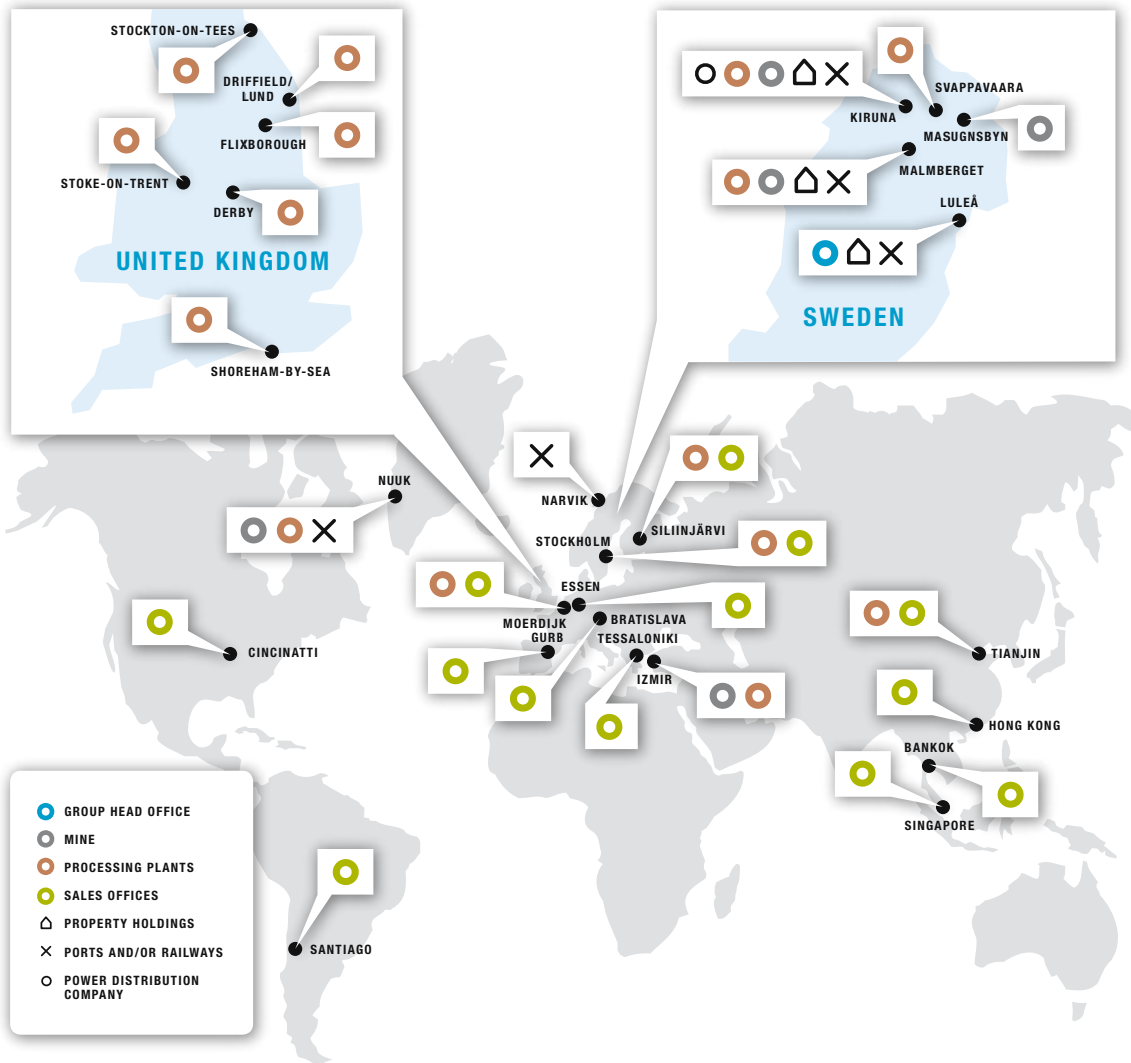 STOCKTON-ON-TEES
DRIFFIELD/
LUND
FLIXBOROUGH
STOKE-ON-TRENT
DERBY
UNITED KINGDOM
SHOREHAM-BY-SEA
SVAPPAVAARA
KIRUNA
MASUGNSBYN
MALMBERGET
LULEÅ
SWEDEN
NUUK
NARVIK
SILIINJÄRVI
STOCKHOLM
ESSEN
MOERDIJK
BRATISLAVA
GURB
TESSALONIKI
IZMIR
CINCINATTI
TIANJIN
HONG KONG
BANKOK
SINGAPORE
SANTIAGO
GROUP HEAD OFFICE
MINE
PROCESSING PLANTS
SALES OFFICES
PROPERTY HOLDINGS
PORTS AND/OR RAILWAYS
POWER DISTRIBUTION
COMPANY